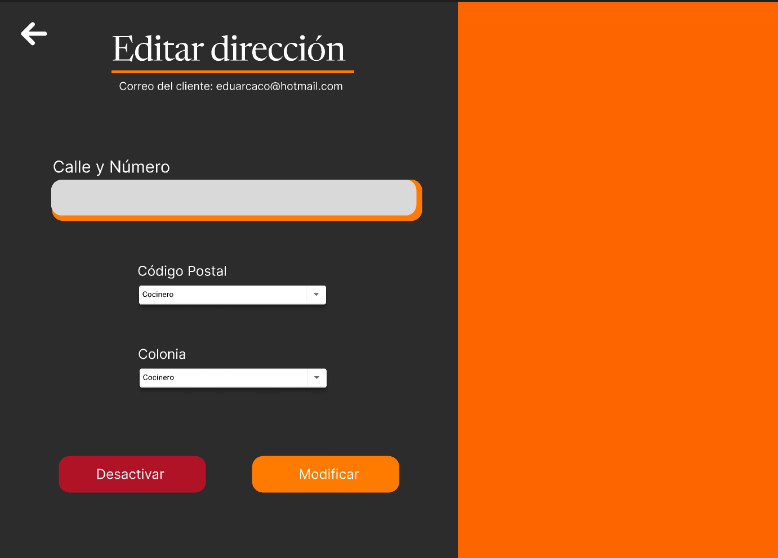 Editar dirección
Correo del cliente: eduarcaco@hotmail.com
Calle y Número
Código Postal
Cocinero
Colonia
Cocinero
Desactivar
Modificar